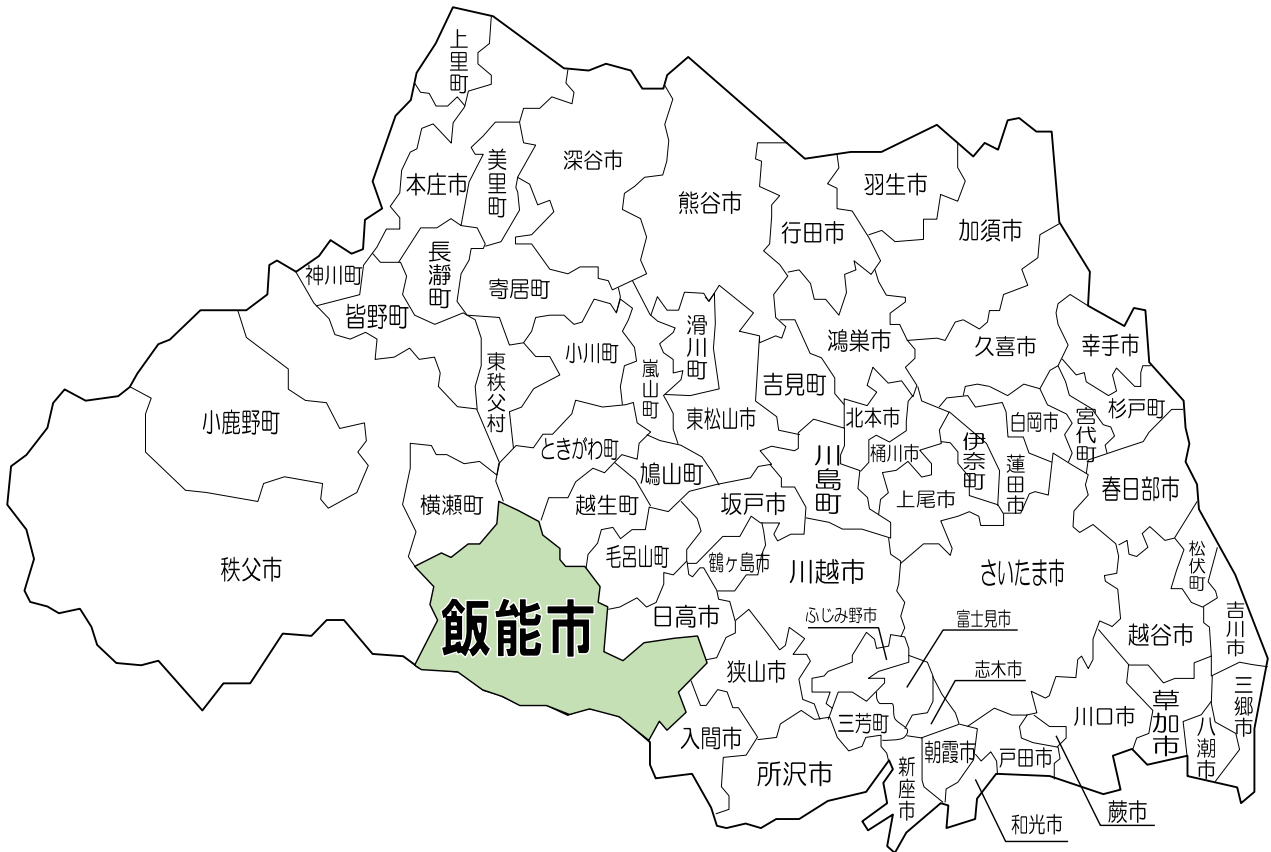 上里町
深谷市
美里町
本庄市
熊谷市
羽生市
行田市
加須市
長瀞町
神川町
寄居町
皆野町
滑川町
鴻巣市
久喜市
幸手市
小川町
東秩父村
嵐山町
吉見町
小鹿野町
東松山市
北本市
白岡市
宮代町
杉戸町
ときがわ町
桶川市
伊奈町
川島町
鳩山町
蓮田市
春日部市
横瀬町
越生町
坂戸市
上尾市
毛呂山町
鶴ヶ島市
川越市
さいたま市
松伏町
秩父市
飯能市
日高市
ふじみ野市
富士見市
吉川市
越谷市
狭山市
志木市
三郷市
三芳町
川口市
草加市
八潮市
入間市
朝霞市
戸田市
所沢市
新座市
和光市
蕨市